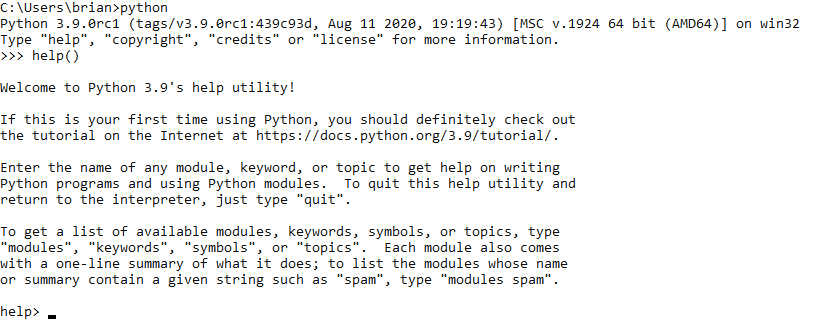 C:\Users\brian>python
Python 3.9.0rc1 (tags/v3.9.0rc1:439c93d, Aug 11 2020, 19:19:43) [MSC v.1924 64 bit (AMD64)] on win32
Type "help", "copyright", "credits" or "license" for more information.
>>> help()
Welcome to Python 3.9's help utility!
If this is your first time using Python, you should definitely check out
the tutorial on the Internet at https://docs.python.org/3.9/tutorial/.
Enter the name of any module, keyword, or topic to get help on writing
Python programs and using Python modules.  To quit this help utility and
return to the interpreter, just type "quit".
To get a list of available modules, keywords, symbols, or topics, type
"modules", "keywords", "symbols", or "topics".  Each module also comes
with a one-line summary of what it does; to list the modules whose name
or summary contain a given string such as "spam", type "modules spam".
help> _